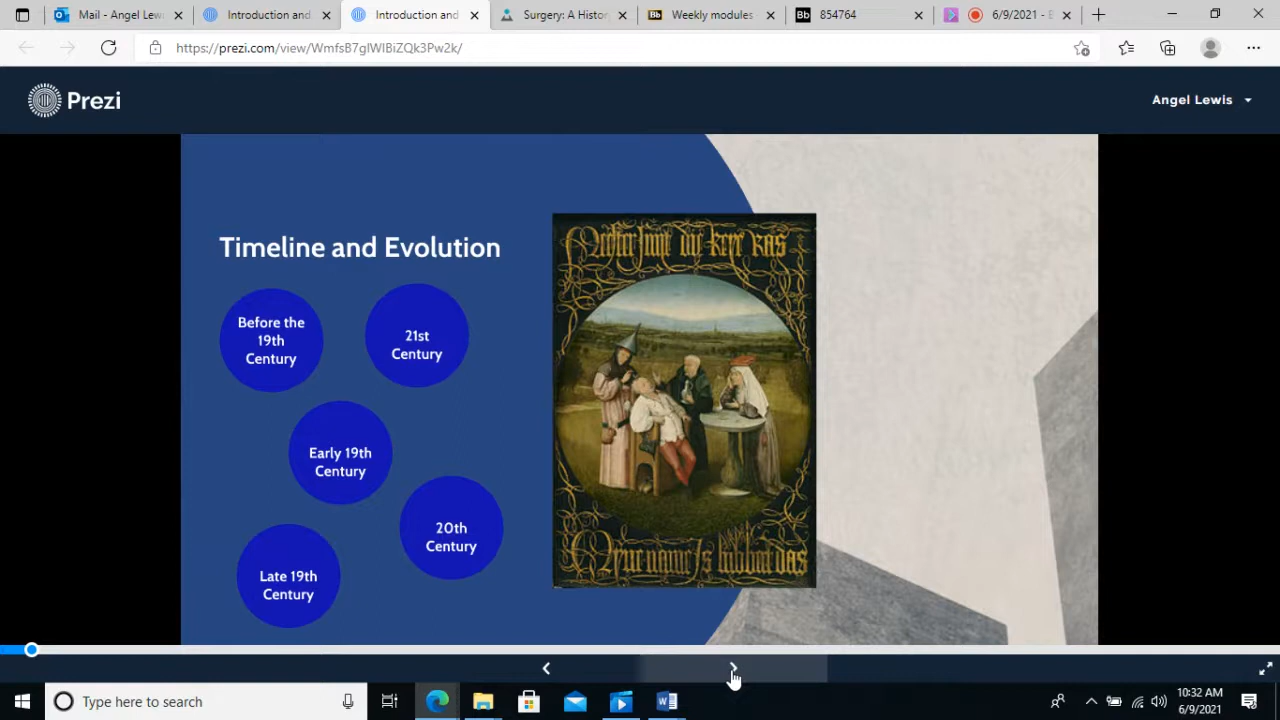 Mail - Angel Lew
Introduction and
Introduction and
Surgery: A Histor
Bb
Weekly modules
Bb
854764
6/9/2021 - E
https://prezi.com/view/
Prezi
Angel Lewis
Timeline and Evolution
Before the
19th
Century
21st
Century
Early 19th
Century
20th
Century
Late 19th
Century
Type here to search
10:32 AM
6/9/2021